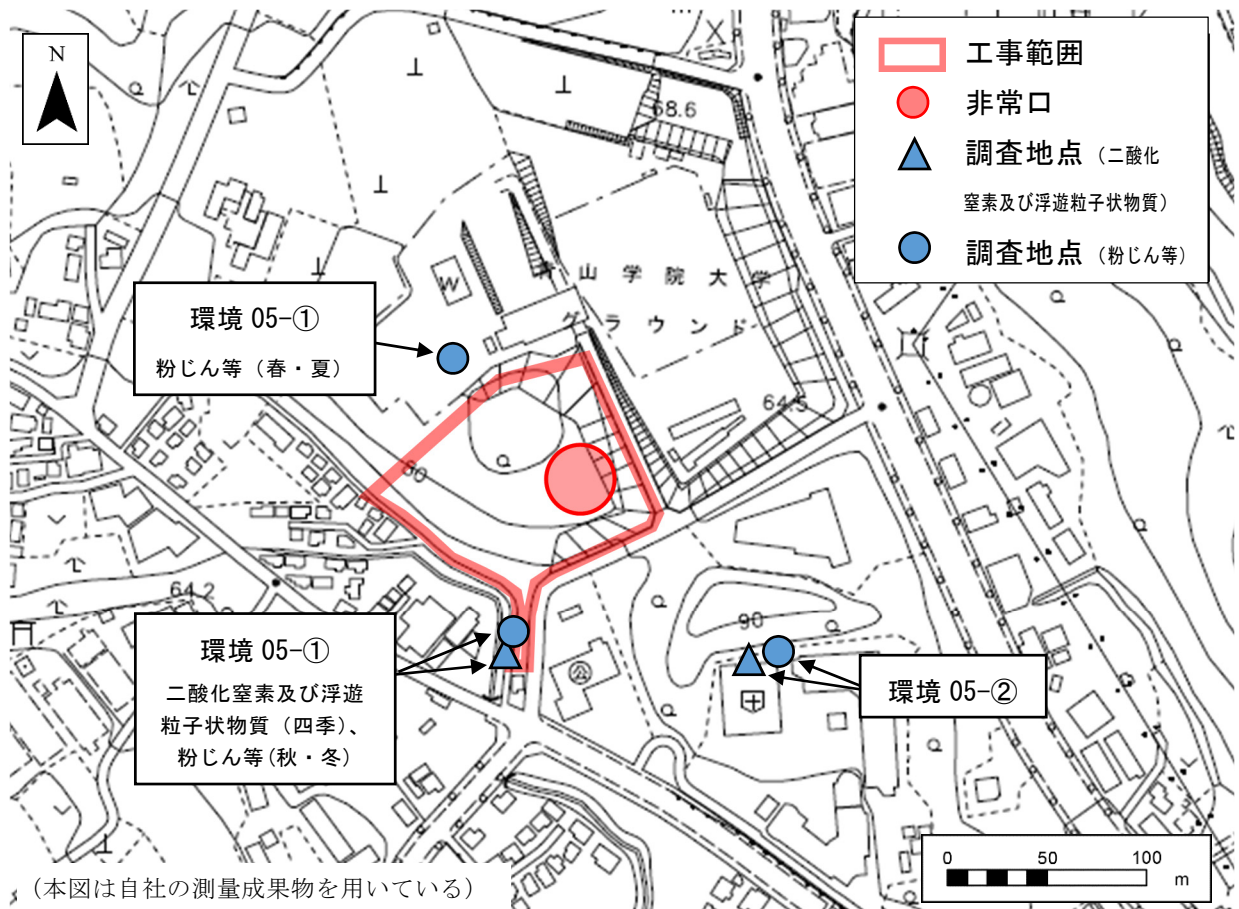 N
工事範囲
非常口
調査地点（二酸化
窒素及び浮遊粒子状物質）
調査地点（粉じん等）
68.6
山学院大学
グラウンド
W
64.5
環境 05-①
粉じん等（春・夏）
60
64.2
環境 05-①
二酸化窒素及び浮遊
粒子状物質（四季）、
粉じん等（秋・冬）
90
環境 05-②
公
0 50 100
m
（本図は自社の測量成果物を用いている）